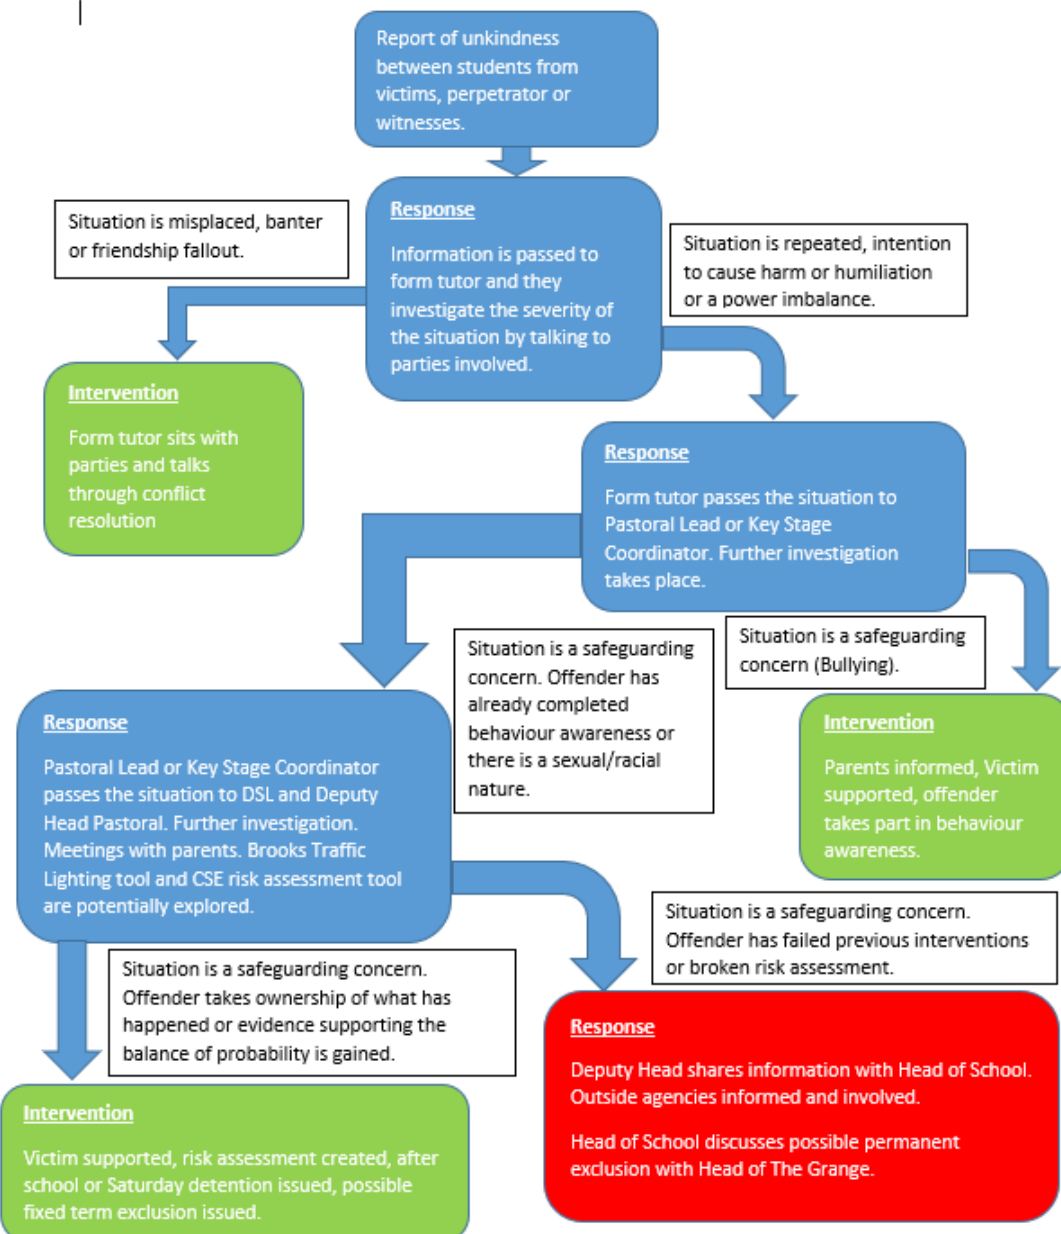 Report of unkindness
between students from
victims, perpetrator or
witnesses.
Situation is misplaced, banter
or friendship fallout.
Response
Information is passed to
form tutor and they
investigate the severity of
the situation by talking to
parties involved.
Situation is repeated, intention
to cause harm or humiliation
or a power imbalance.
Intervention
Form tutor sits with
parties and talks
through conflict
resolution
Response
Form tutor passes the situation to
Pastoral Lead or Key Stage
Coordinator. Further investigation
takes place.
Situation is a safeguarding
concern. Offender has
already completed
behaviour awareness or
there is a sexual/racial
nature.
Situation is a safeguarding
concern (Bullying).
Response
Pastoral Lead or Key Stage Coordinator
passes the situation to DSL and Deputy
Head Pastoral. Further investigation.
Meetings with parents. Brooks Traffic
Lighting tool and CSE risk assessment tool
are potentially explored.
Intervention
Parents informed, Victim
supported, offender
takes part in behaviour
awareness.
Situation is a safeguarding concern.
Offender has failed previous interventions
or broken risk assessment.
Situation is a safeguarding concern.
Offender takes ownership of what has
happened or evidence supporting the
balance of probability is gained.
Response
Deputy Head shares information with Head of School.
Outside agencies informed and involved.
Head of School discusses possible permanent
exclusion with Head of The Grange.
Intervention
Victim supported, risk assessment created, after
school or Saturday detention issued, possible
fixed term exclusion issued.